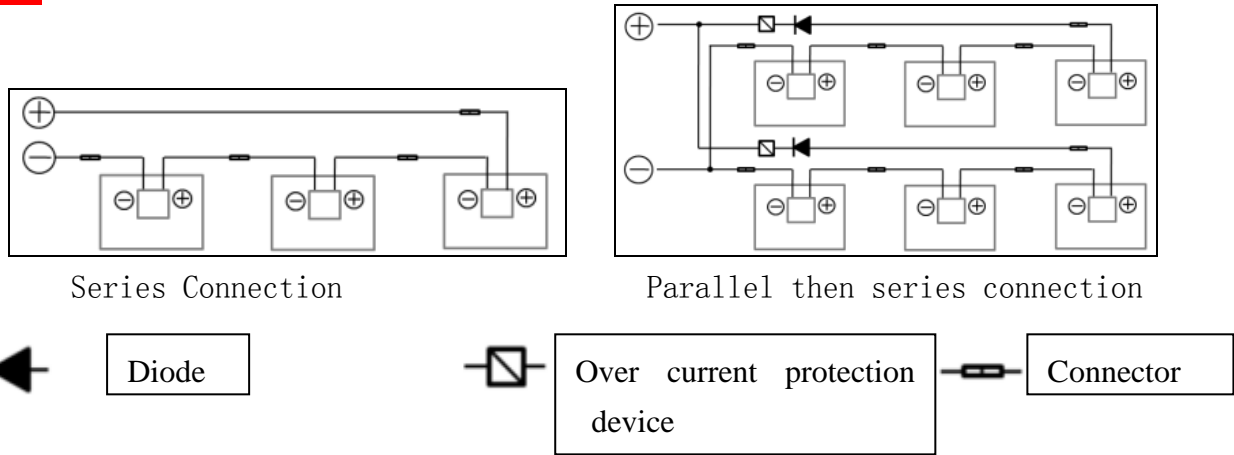 Series Connection
Parallel then series connection
Diode
Over current protection
device
Connector